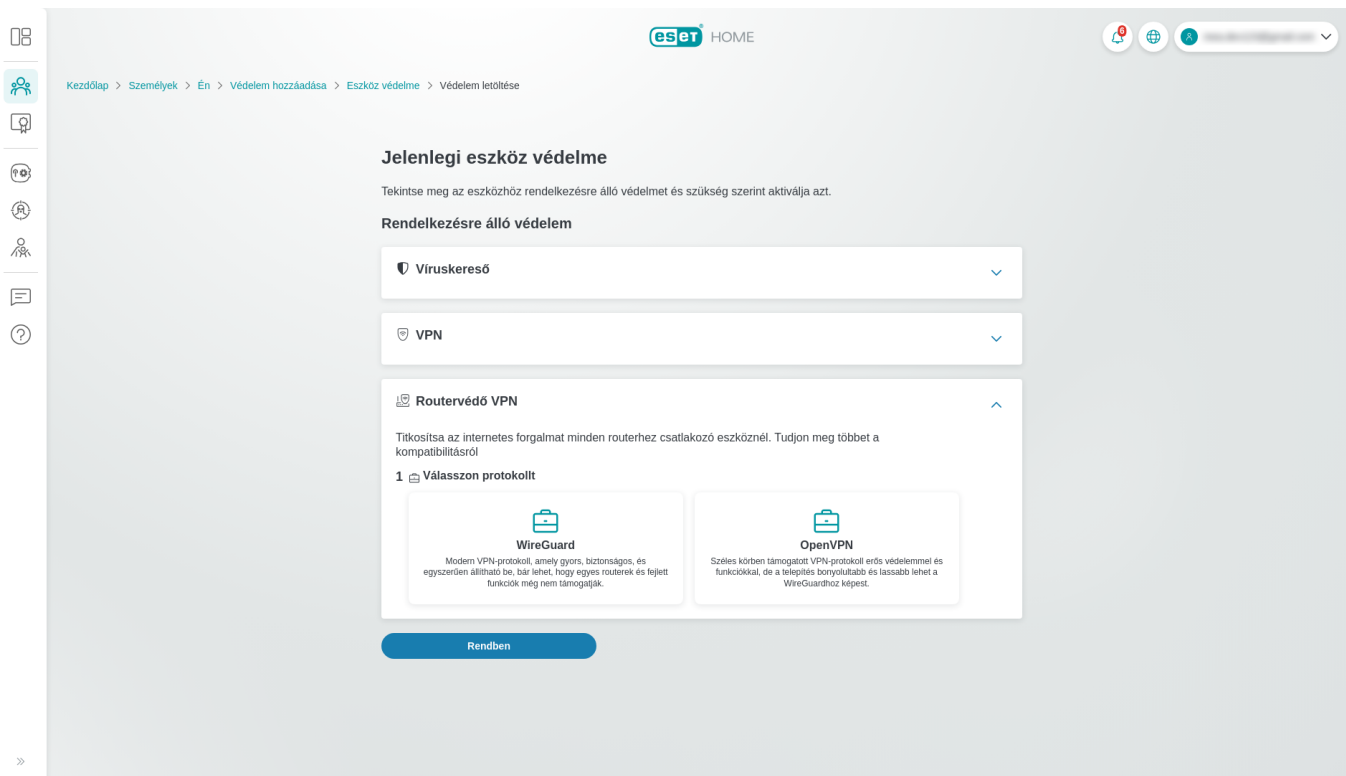 eset HOME
6
Kezdőlap > Személyek > Én > Védelem hozzáadása > Eszköz védelme > Védelem letöltése
Jelenlegi eszköz védelme
Tekintse meg az eszközhöz rendelkezésre álló védelmet és szükség szerint aktiválja azt.
Rendelkezésre álló védelem
Víruskereső
VPN
Routervédő VPN
Titkosítsa az internetes forgalmat minden routerhez csatlakozó eszköznél. Tudjon meg többet a
kompatibilitásról
1 Válasszon protokollt
WireGuard
Modern VPN-protokoll, amely gyors, biztonságos, és
egyszerűen állítható be, bár lehet, hogy egyes routerek és fejlett
funkciók még nem támogatják.
OpenVPN
Széles körben támogatott VPN-protokoll erős védelemmel és
funkciókkal, de a telepítés bonyolultabb és lassabb lehet a
WireGuardhoz képest.
Rendben